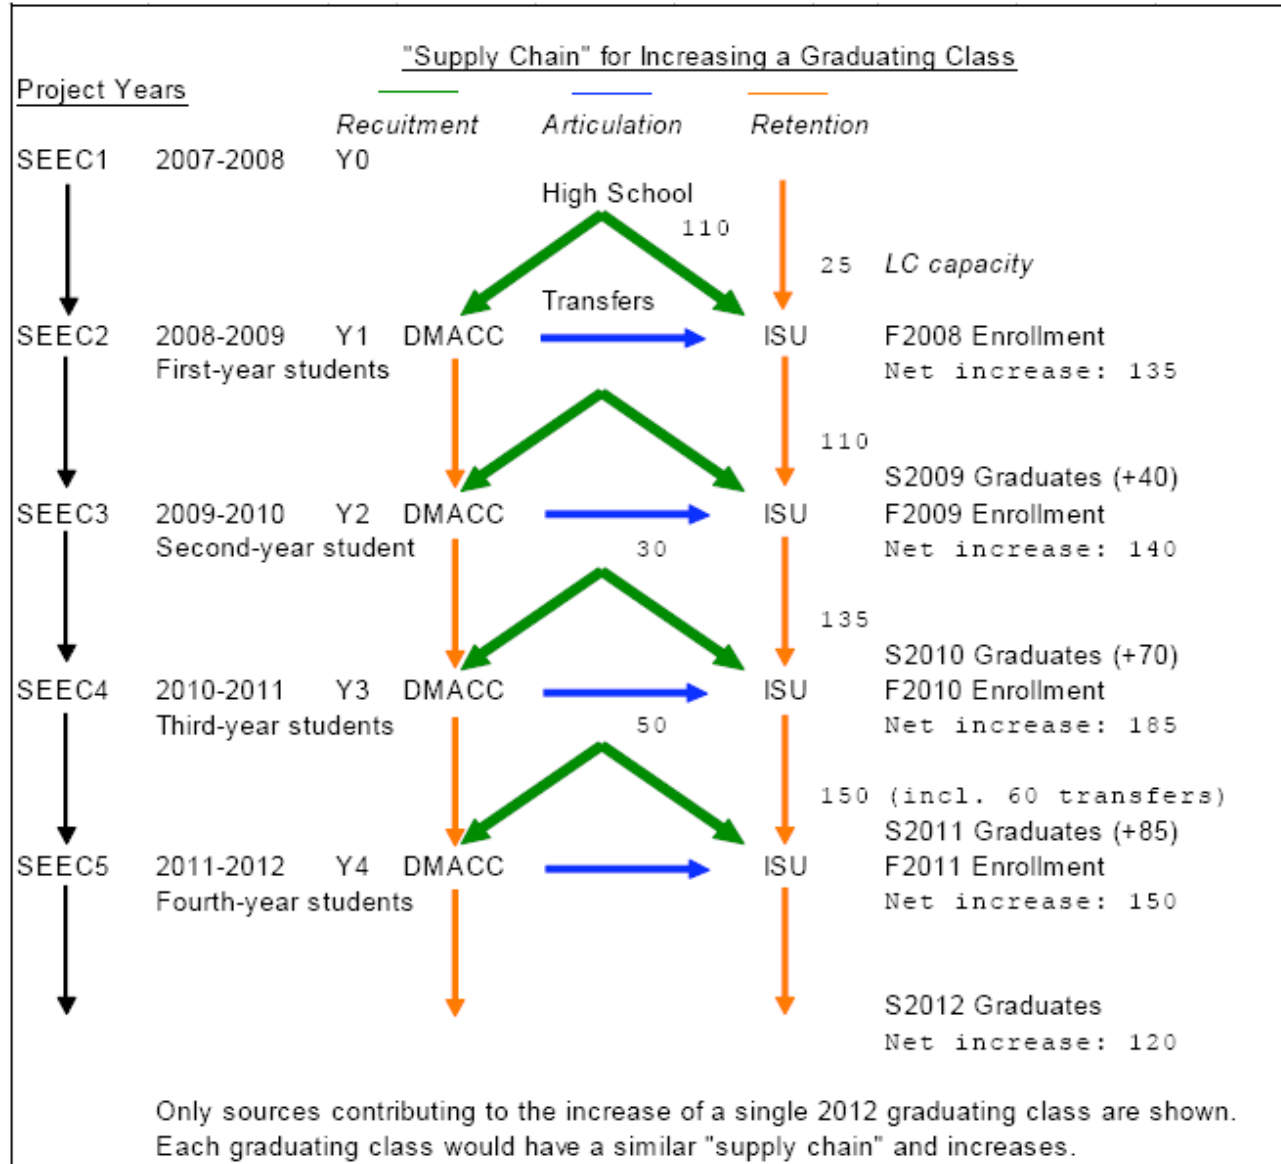 "Supply Chain" for Increasing a Graduating Class
Project Years
Recuitment Articulation Retention
SEEC1 2007-2008 Y0
High School
110
25 LC capacity
Transfers
SEEC2 2008-2009 Y1 DMACC ISU F2008 Enrollment
First-year students Net increase: 135
110
S2009 Graduates (+40)
SEEC3 2009-2010 Y2 DMACC ISU F2009 Enrollment
Second-year student 30 Net increase: 140
135
S2010 Graduates (+70)
SEEC4 2010-2011 Y3 DMACC ISU F2010 Enrollment
Third-year students 50 Net increase: 185
150 (incl. 60 transfers)
S2011 Graduates (+85)
SEEC5 2011-2012 Y4 DMACC ISU F2011 Enrollment
Fourth-year students Net increase: 150
S2012 Graduates
Net increase: 120
Only sources contributing to the increase of a single 2012 graduating class are shown.
Each graduating class would have a similar "supply chain" and increases.